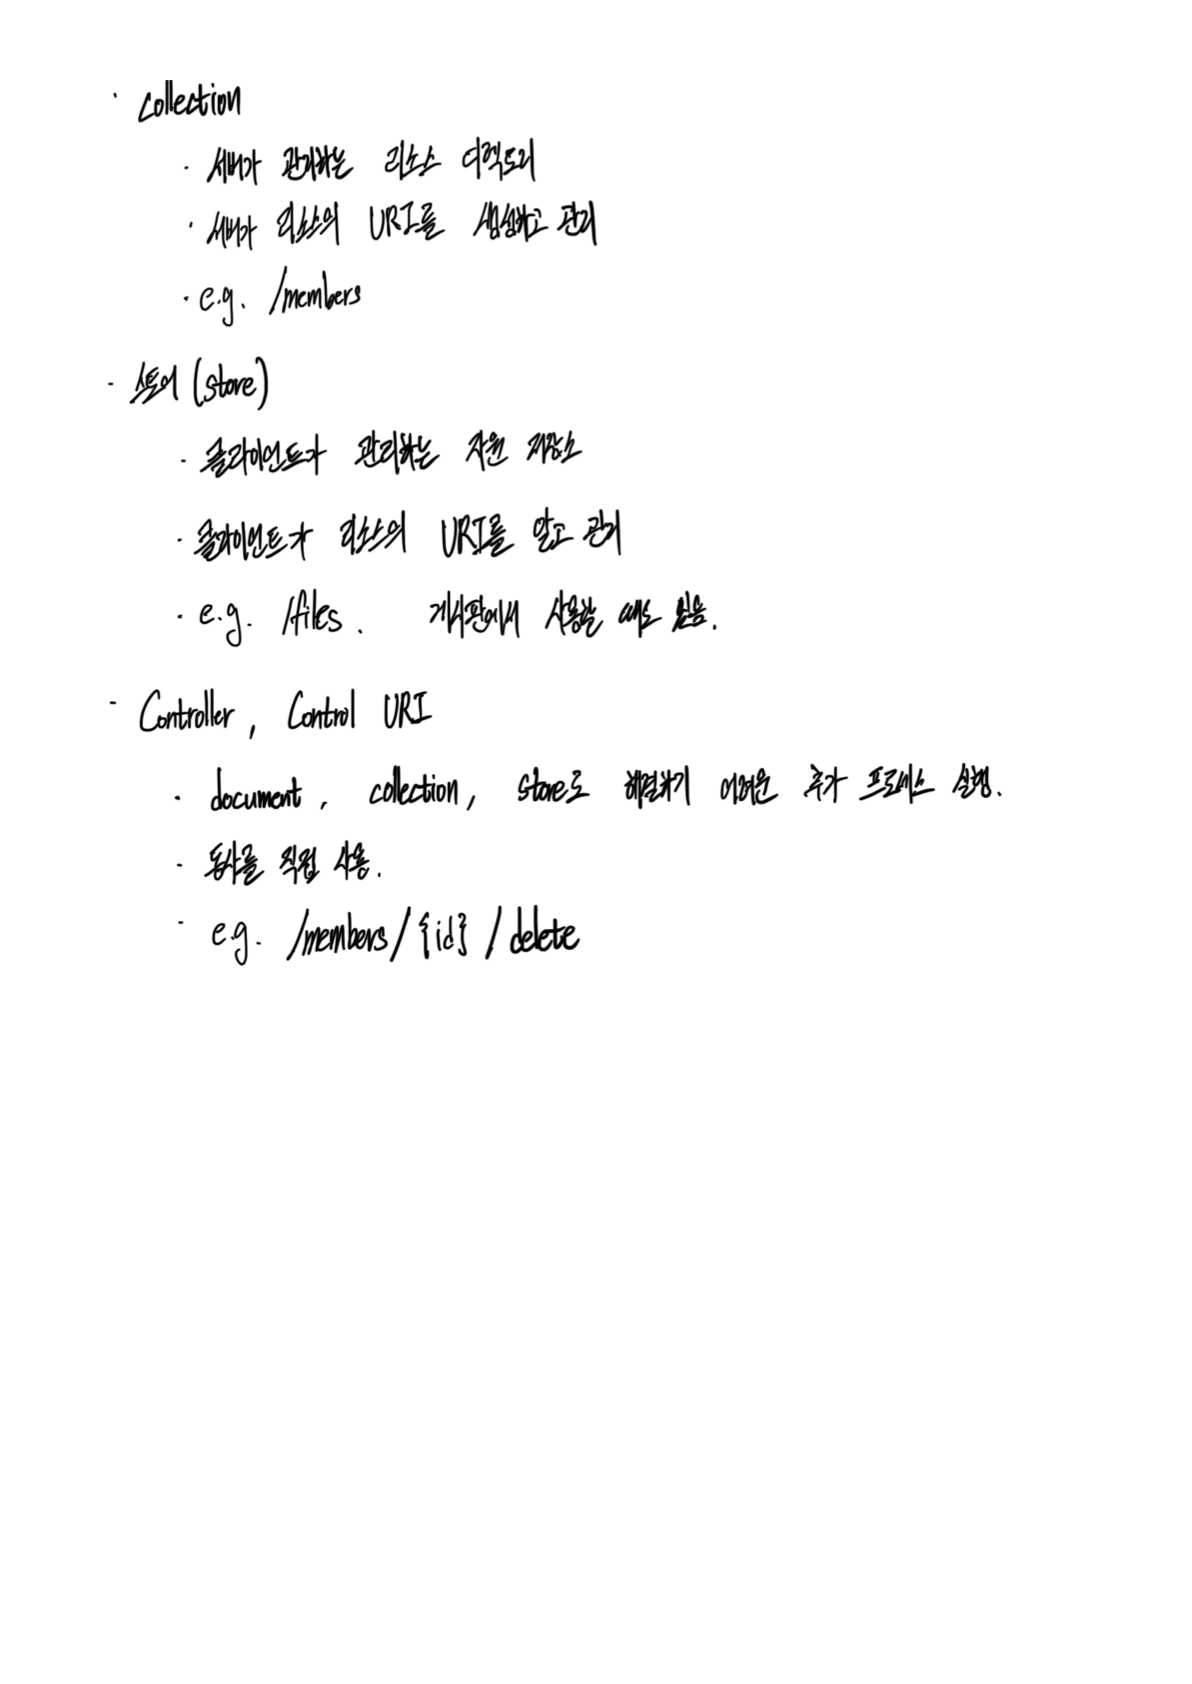 · Collection
· 서버가 관리하는 리소스 디렉토리
· 서버가 리소스의 URI를 생성하고 관리
· e.g. /members
· 스토어 (store)
· 클라이언트가 관리하는 자원 저장소
· 클라이언트가 리소스의 URI를 알고 관리
· e.g. /files. 게시판에서 사용할 때도 있음.
· Controller, Control URI
· document, collection, store로 해결하기 어려운 추가 프로세스 실행.
· 동사를 직접 사용.
· e.g. /members/{id}/delete